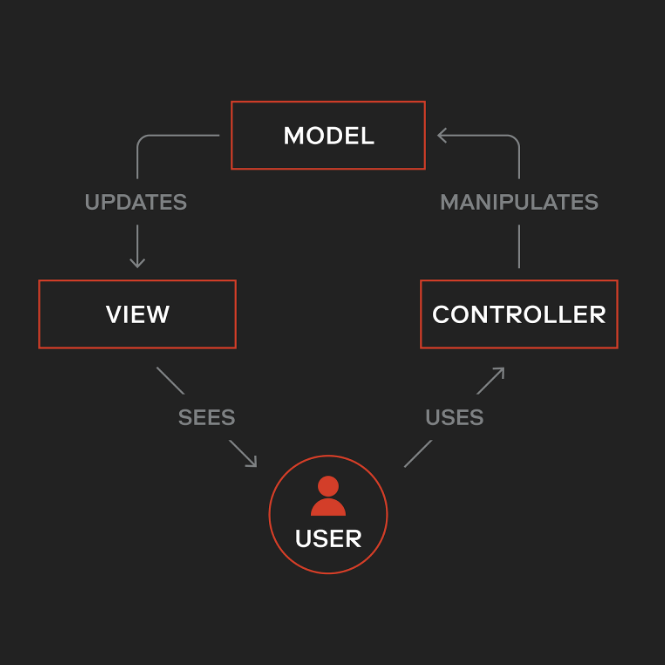 MODEL
UPDATES
MANIPULATES
VIEW
CONTROLLER
SEES
USES
USER